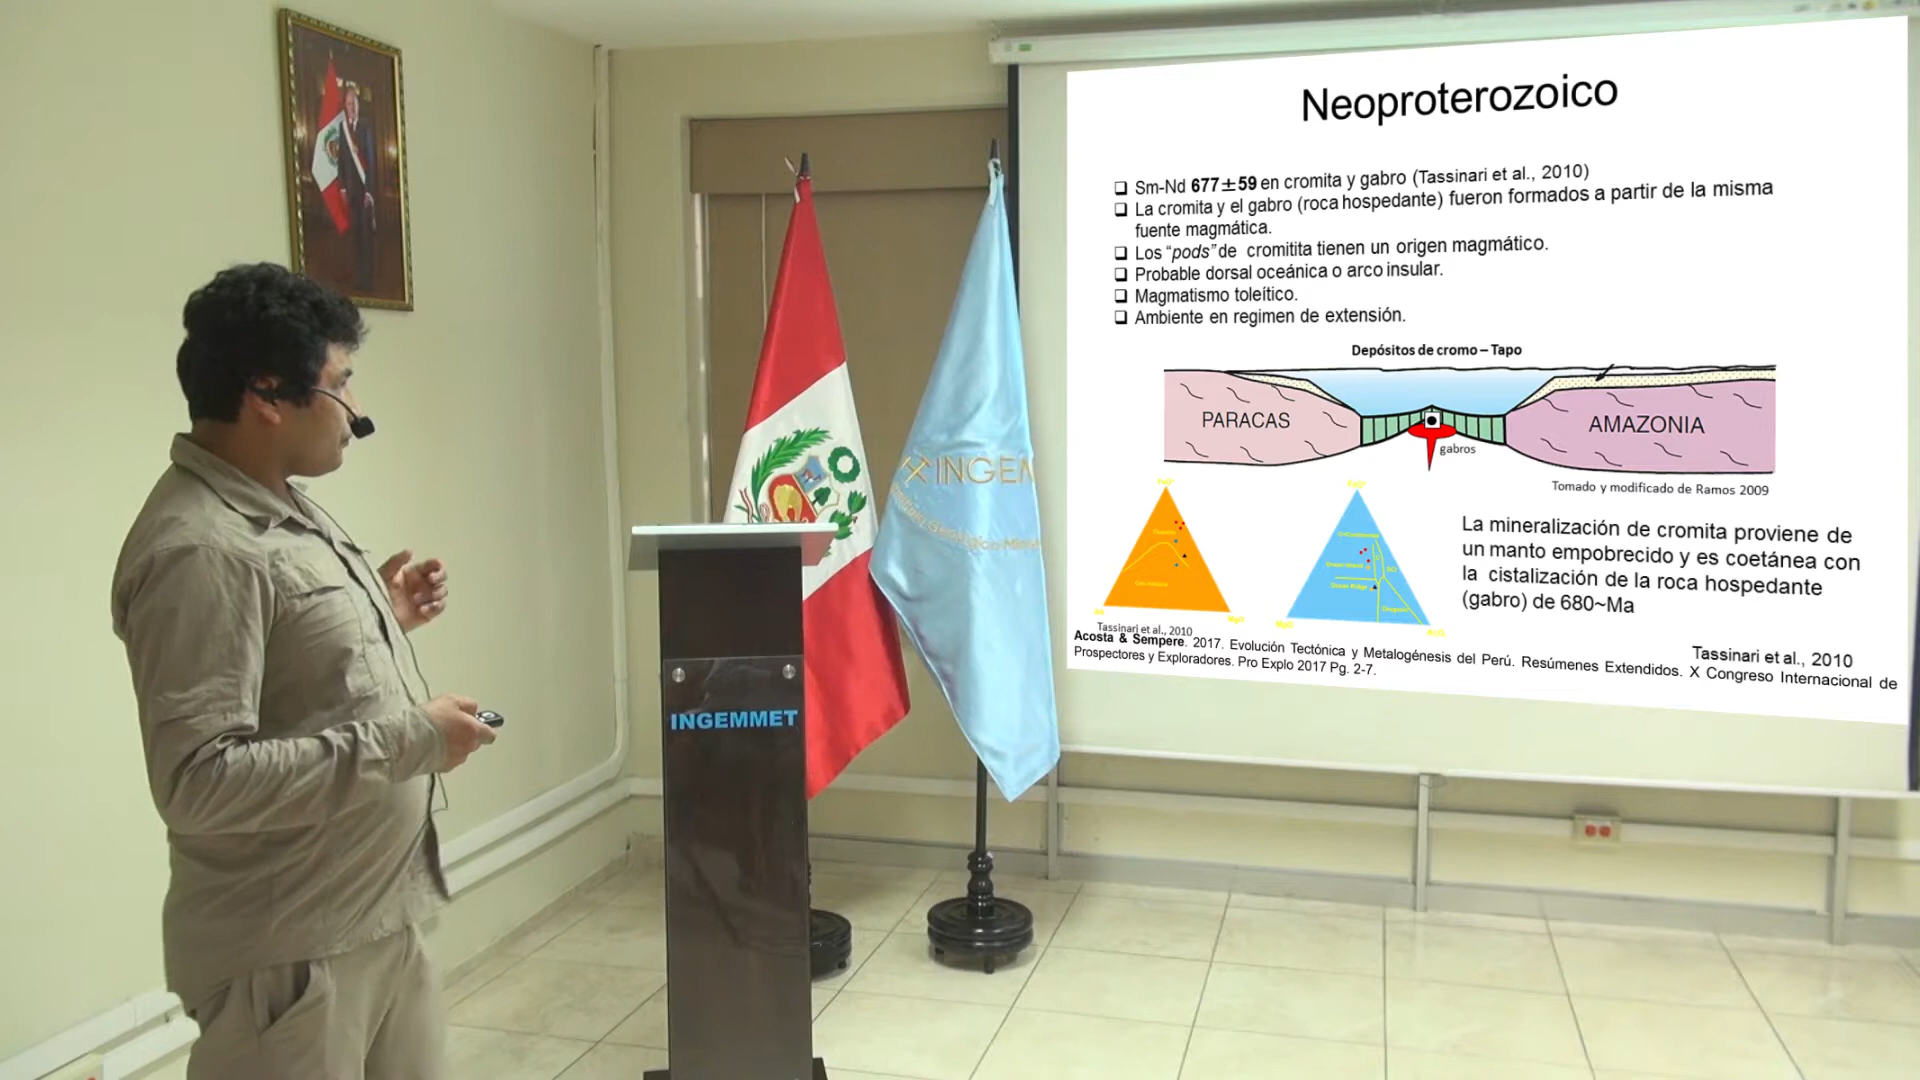 Neoproterozoico
❑ Sm-Nd 677±59 en cromita y gabro (Tassinari et al., 2010)
❑ La cromita y el gabro (roca hospedante) fueron formados a partir de la misma
fuente magmática.
❑ Los “pods” de cromitita tienen un origen magmático.
❑ Probable dorsal oceánica o arco insular.
❑ Magmatismo toleítico.
❑ Ambiente en regimen de extensión.
Depósitos de cromo – Tapo
PARACAS
AMAZONIA
gabros
Tomado y modificado de Ramos 2009
La mineralización de cromita proviene de
un manto empobrecido y es coetánea con
la cistalización de la roca hospedante
(gabro) de 680~Ma
Tassinari et al., 2010
Tassinari et al., 2010
Acosta & Sempere. 2017. Evolución Tectónica y Metalogénesis del Perú. Resúmenes Extendidos. X Congreso Internacional de
Prospectores y Exploradores. Pro Explo 2017 Pg. 2-7.
INGEM
INGEMMET